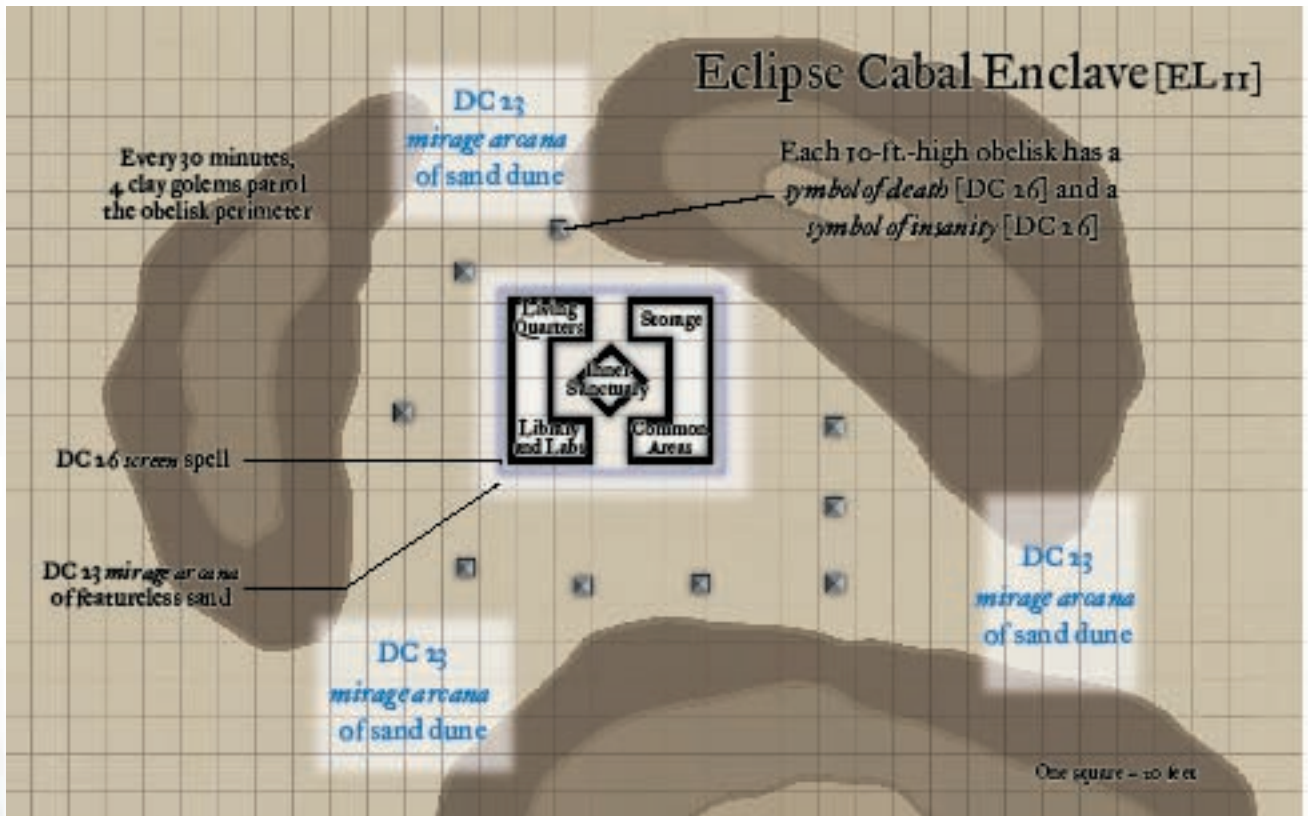 Eclipse Cabal Enclave [EL 11]
DC 23
mirage arcana
of sand dune
Every 30 minutes,
4 clay golems patrol
the obelisk perimeter
Each 10-ft.-high obelisk has a
symbol of death [DC 26] and a
symbol of insanity [DC 26]
Living
Quarters
Storage
Inner
Sanctuary
Library
and Labs
Common
Areas
DC 26 screen spell
DC 23 mirage arcana
of featureless sand
DC 23
mirage arcana
of sand dune
DC 23
mirage arcana
of sand dune
One square = 20 feet